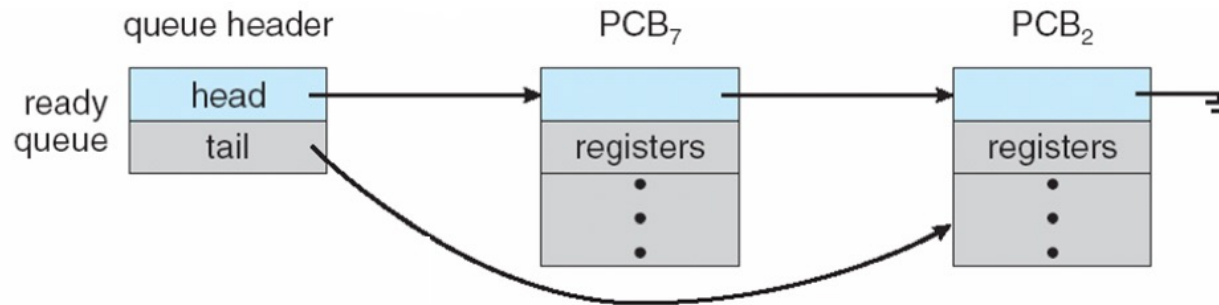 queue header
PCB₇
PCB₂
ready
queue
head
tail
registers
registers